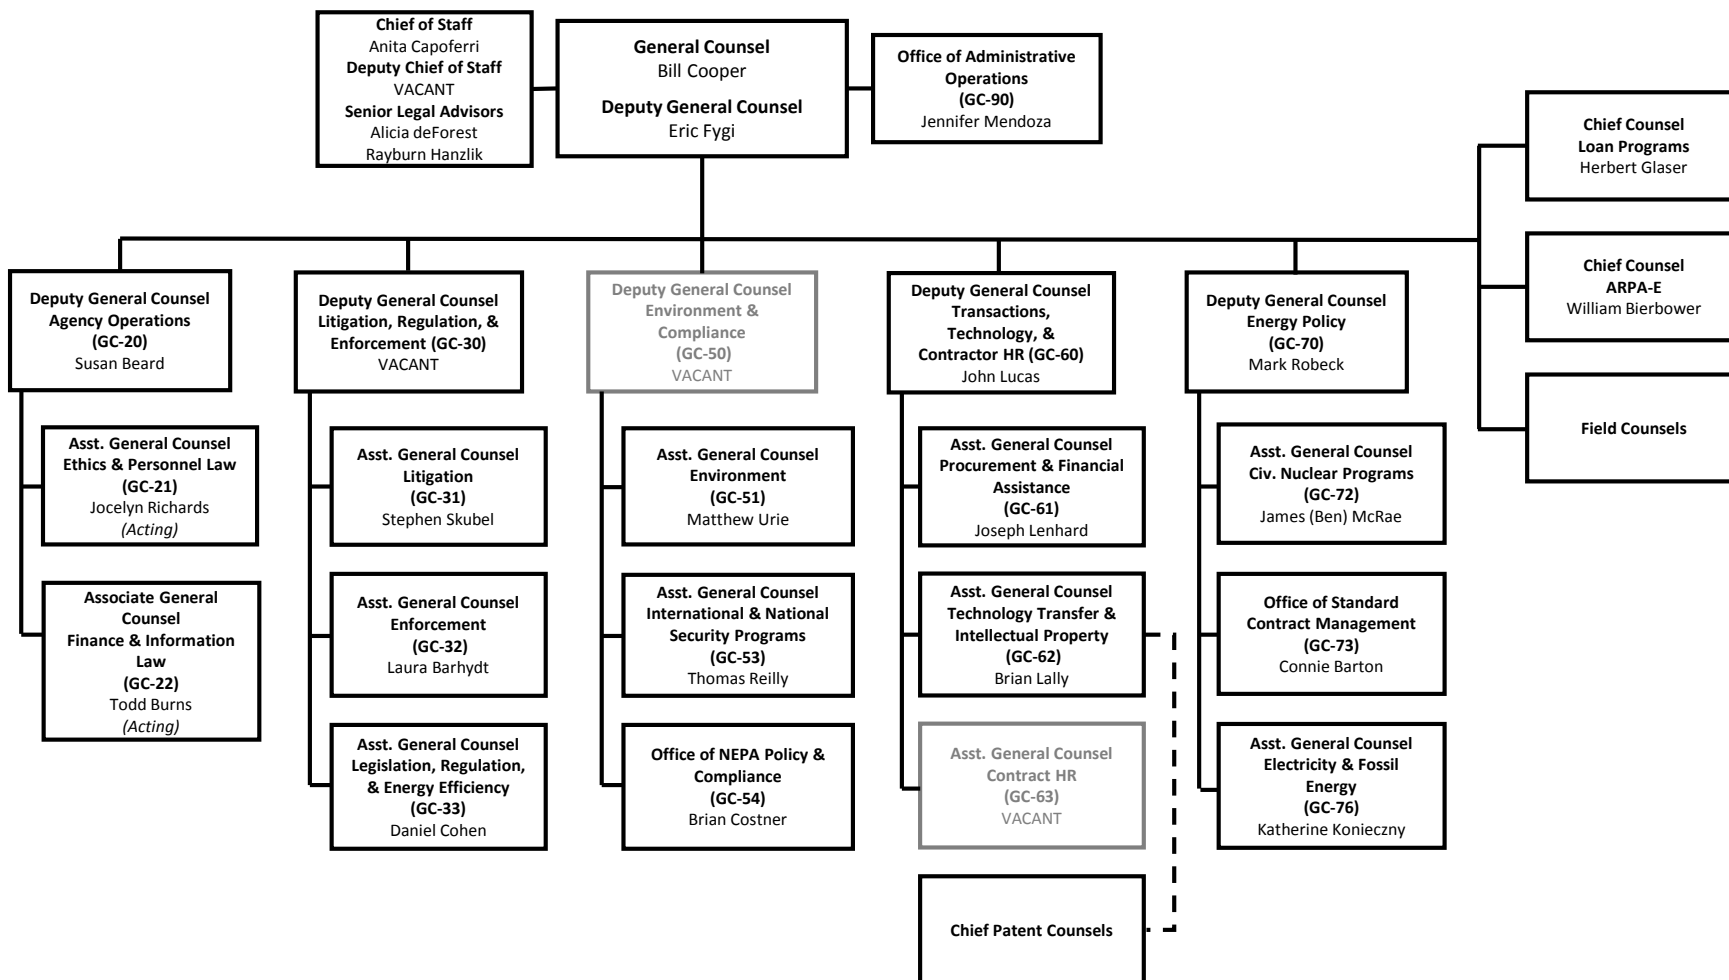 Chief of Staff
Anita Capoferri
Deputy Chief of Staff
VACANT
Senior Legal Advisors
Alicia deForest
Rayburn Hanzlik
General Counsel
Bill Cooper
Deputy General Counsel
Eric Fygi
Office of Administrative
Operations
(GC-90)
Jennifer Mendoza
Chief Counsel
Loan Programs
Herbert Glaser
Chief Counsel
ARPA-E
William Bierbower
Field Counsels
Deputy General Counsel
Agency Operations
(GC-20)
Susan Beard
Asst. General Counsel
Ethics & Personnel Law
(GC-21)
Jocelyn Richards
(Acting)
Associate General
Counsel
Finance & Information
Law
(GC-22)
Todd Burns
(Acting)
Deputy General Counsel
Litigation, Regulation, &
Enforcement (GC-30)
VACANT
Asst. General Counsel
Litigation
(GC-31)
Stephen Skubel
Asst. General Counsel
Enforcement
(GC-32)
Laura Barhydt
Asst. General Counsel
Legislation, Regulation,
& Energy Efficiency
(GC-33)
Daniel Cohen
Deputy General Counsel
Environment &
Compliance
(GC-50)
VACANT
Asst. General Counsel
Environment
(GC-51)
Matthew Urie
Asst. General Counsel
International & National
Security Programs
(GC-53)
Thomas Reilly
Office of NEPA Policy &
Compliance
(GC-54)
Brian Costner
Deputy General Counsel
Transactions,
Technology, &
Contractor HR (GC-60)
John Lucas
Asst. General Counsel
Procurement & Financial
Assistance
(GC-61)
Joseph Lenhard
Asst. General Counsel
Technology Transfer &
Intellectual Property
(GC-62)
Brian Lally
Asst. General Counsel
Contract HR
(GC-63)
VACANT
Chief Patent Counsels
Deputy General Counsel
Energy Policy
(GC-70)
Mark Robeck
Asst. General Counsel
Civ. Nuclear Programs
(GC-72)
James (Ben) McRae
Office of Standard
Contract Management
(GC-73)
Connie Barton
Asst. General Counsel
Electricity & Fossil
Energy
(GC-76)
Katherine Konieczny